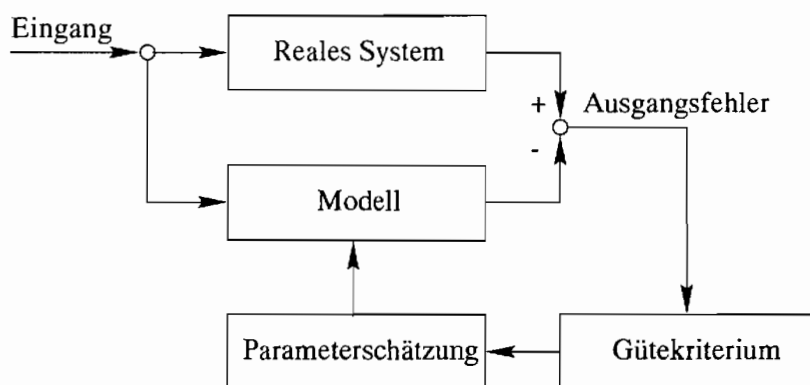 Eingang
Reales System
+
Ausgangsfehler
-
Modell
Parameterschätzung
Gütekriterium